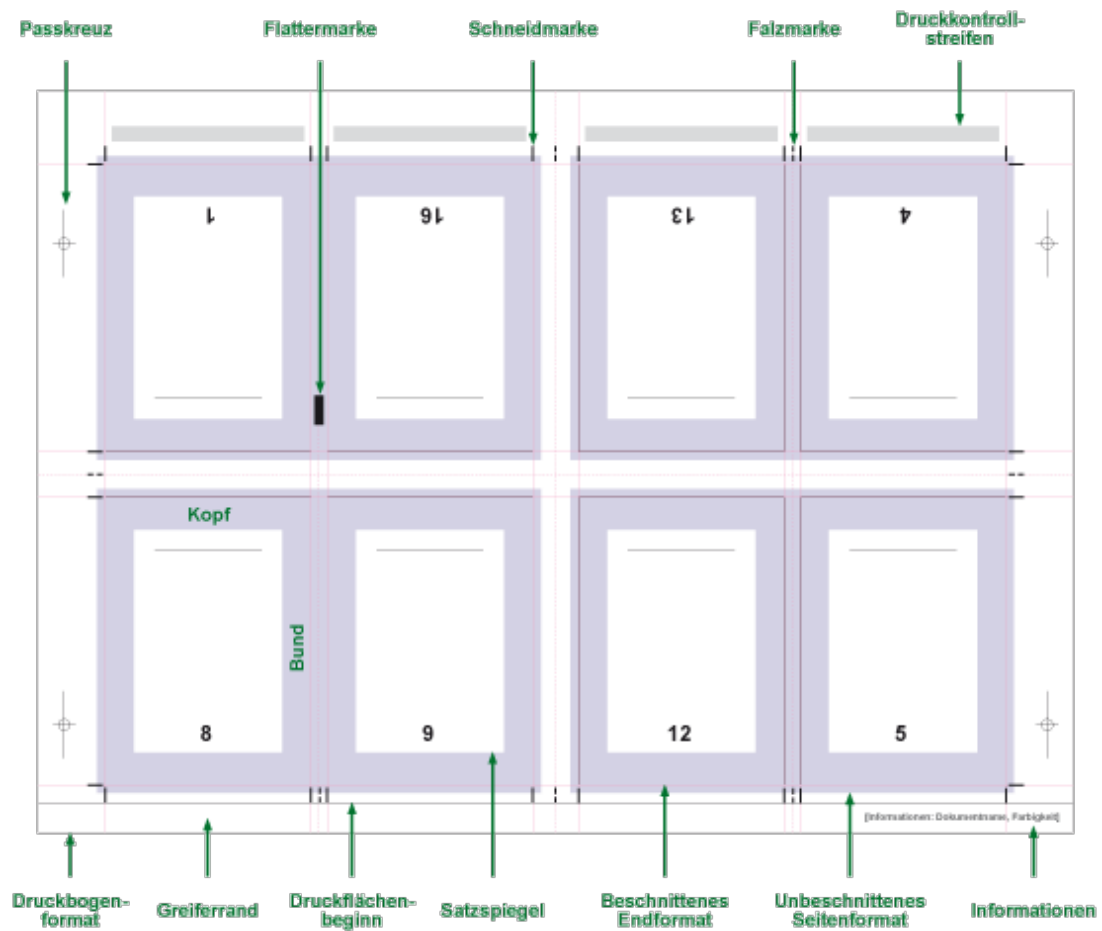 Passkreuz
Flattermarke
Schneidmarke
Falzmarke
Druckkontroll-
streifen
1
16
13
4
Kopf
Bund
8
9
12
5
[Informationen: Dokumentname, Farbigkeit]
Druckbogen-
format
Greiferrand
Druckflächen-
beginn
Satzspiegel
Beschnittenes
Endformat
Unbeschnittenes
Seitenformat
Informationen